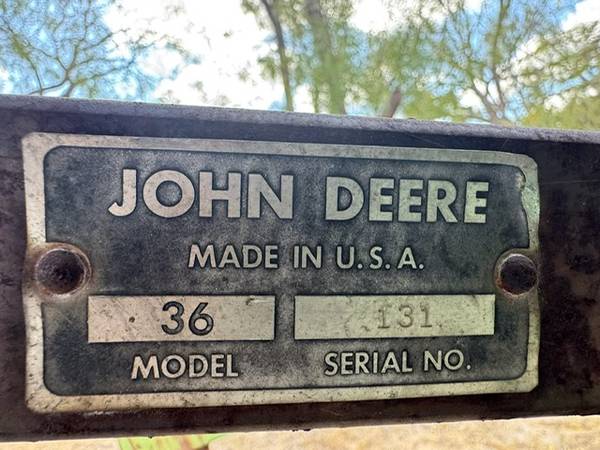 JOHN DEERE
MADE IN U.S.A.
36 131
MODEL SERIAL NO.